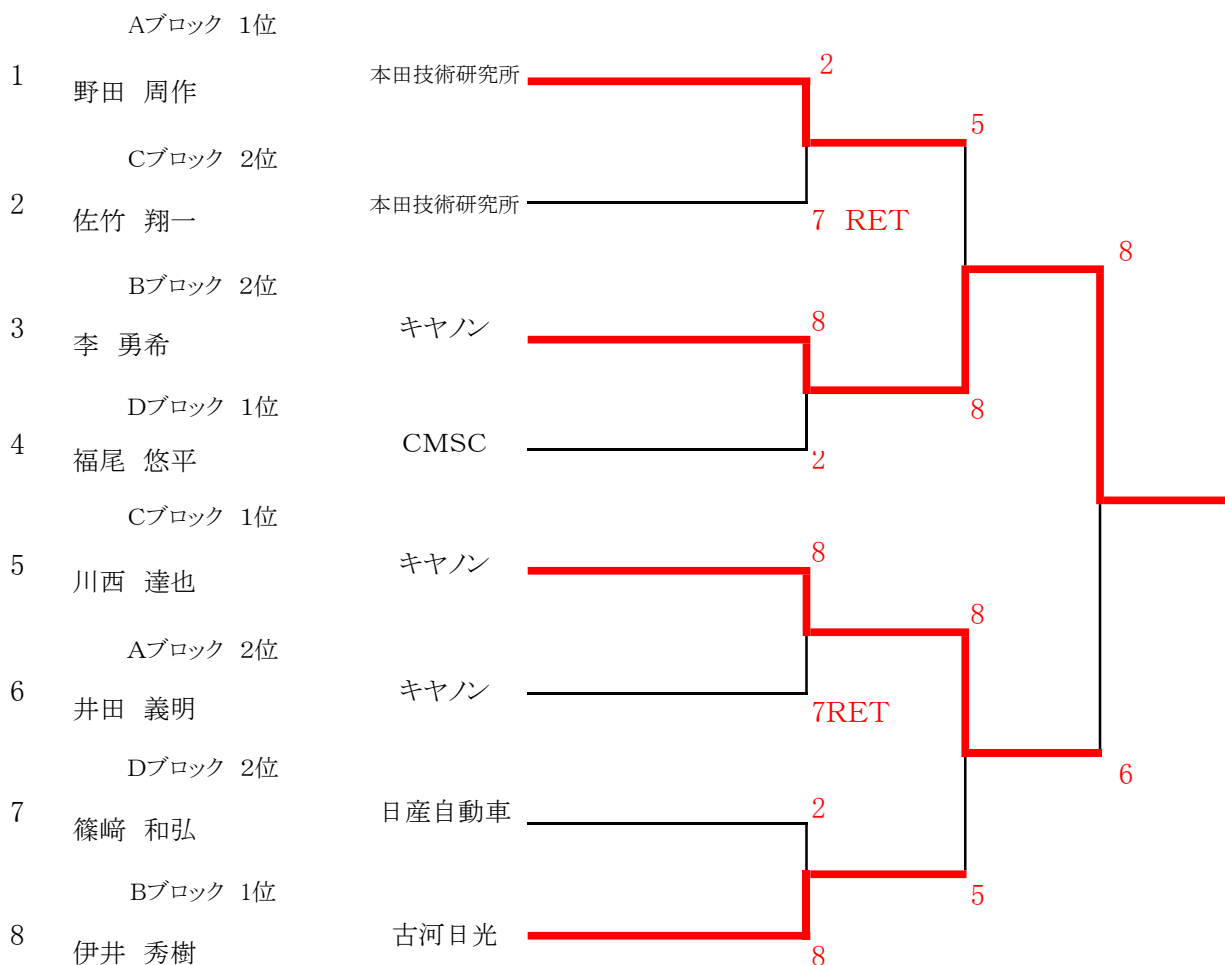 Aブロック 1位
1 野田 周作 本田技術研究所 2
5
Cブロック 2位
2 佐竹 翔一 本田技術研究所 7 RET
8
Bブロック 2位
3 李 勇希 キヤノン 8
Dブロック 1位 8
4 福尾 悠平 CMSC 2
Cブロック 1位
5 川西 達也 キヤノン 8
8
Aブロック 2位
6 井田 義明 キヤノン 7RET
Dブロック 2位 6
7 篠﨑 和弘 日産自動車 2
Bブロック 1位 5
8 伊井 秀樹 古河日光 8